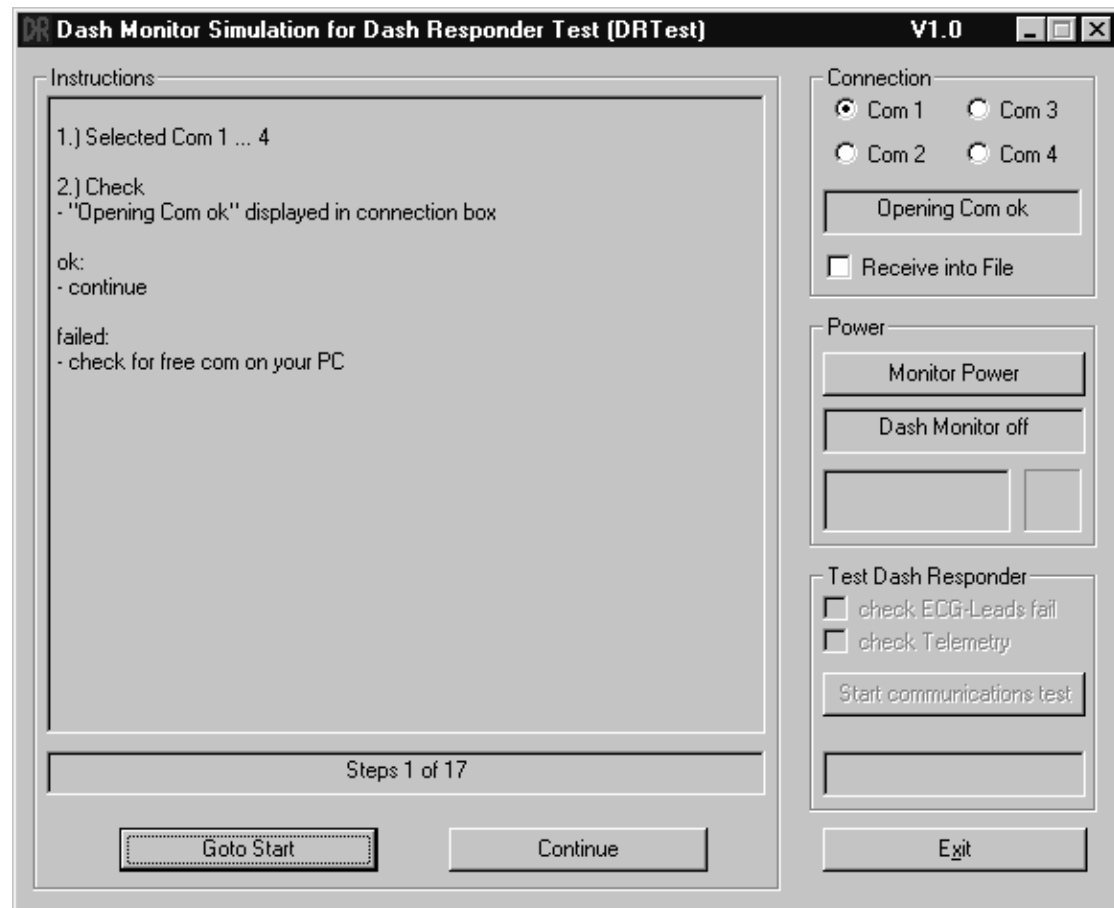 DR Dash Monitor Simulation for Dash Responder Test (DRTest) V1.0
Instructions
1.) Selected Com 1 ... 4
2.) Check
- "Opening Com ok" displayed in connection box
ok:
- continue
failed:
- check for free com on your PC
Steps 1 of 17
Goto Start
Continue
Connection
Com 1
Com 3
Com 2
Com 4
Opening Com ok
Receive into File
Power
Monitor Power
Dash Monitor off
Test Dash Responder
check ECG-Leads fail
check Telemetry
Start communications test
Exit